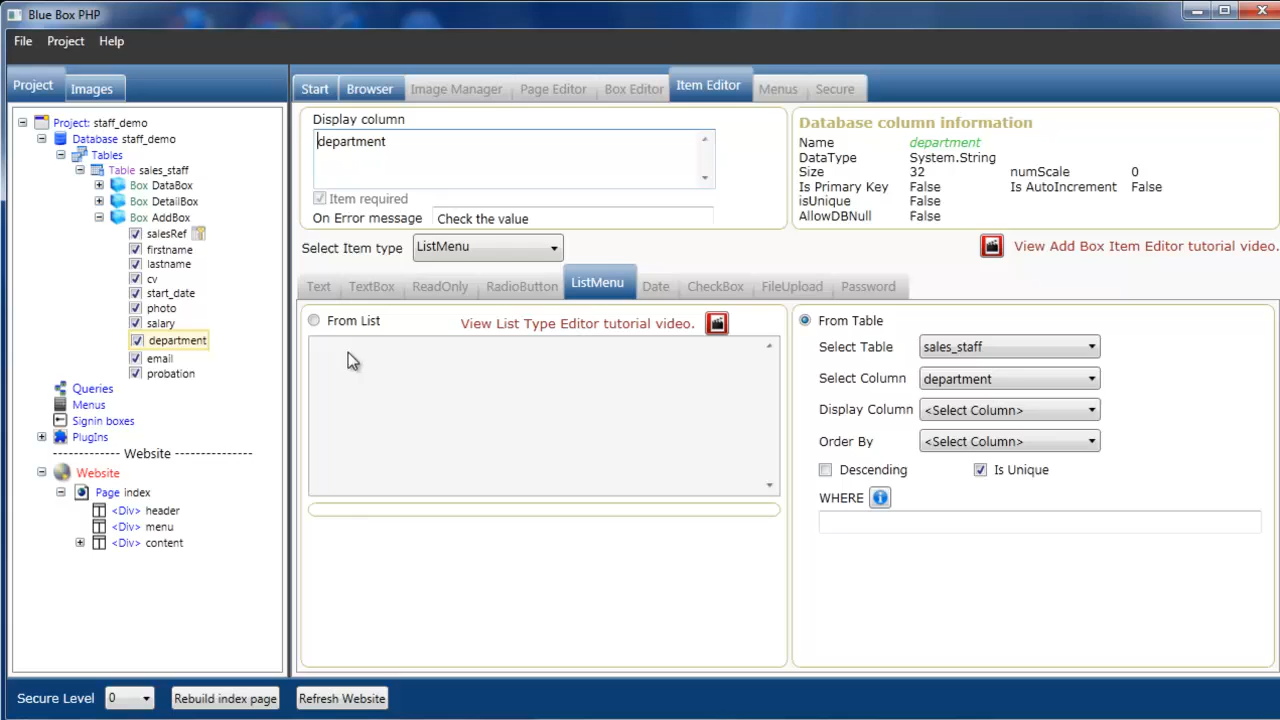 Blue Box PHP
File Project Help
Project Images
Start Browser Image Manager Page Editor Box Editor Item Editor Menus Secure
Project: staff_demo
Database staff_demo
Tables
Table sales_staff
Box DataBox
Box DetailBox
Box AddBox
salesRef
firstname
lastname
cv
start_date
photo
salary
department
email
probation
Queries
Menus
Signin boxes
PlugIns
------------- Website ---------------
Website
Page index
<Div> header
<Div> menu
<Div> content
Display column
department
Item required
On Error message Check the value
Database column information
Name department
DataType System.String
Size 32 numScale 0
Is Primary Key False Is AutoIncrement False
isUnique False
AllowDBNull False
Select Item type ListMenu
View Add Box Item Editor tutorial video.
Text TextBox ReadOnly RadioButton ListMenu Date CheckBox FileUpload Password
From List View List Type Editor tutorial video.
From Table
Select Table sales_staff
Select Column department
Display Column <Select Column>
Order By <Select Column>
Descending Is Unique
WHERE
Secure Level 0 Rebuild index page Refresh Website